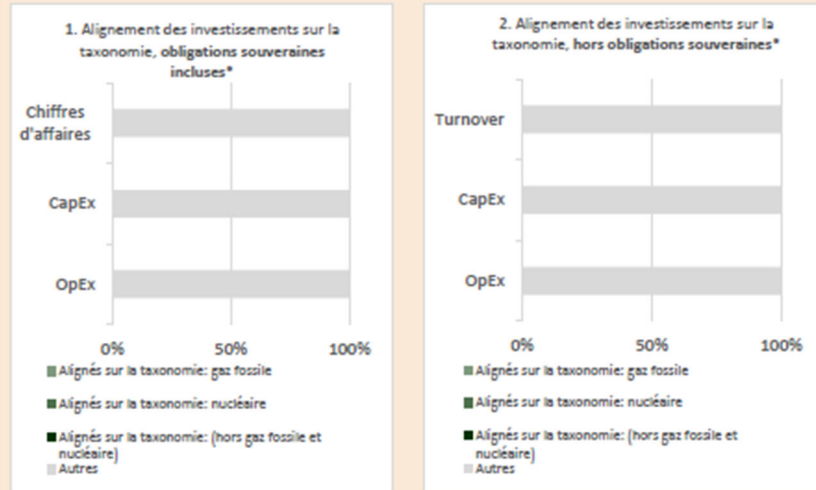 1. Alignement des investissements sur la
taxonomie, obligations souveraines
incluses*
Chiffres
d'affaires
CapEx
OpEx
0% 50% 100%
Alignés sur la taxonomie: gaz fossile
Alignés sur la taxonomie: nucléaire
Alignés sur la taxonomie: (hors gaz fossile et
nucléaire)
Autres
2. Alignement des investissements sur la
taxonomie, hors obligations souveraines*
Turnover
CapEx
OpEx
0% 50% 100%
Alignés sur la taxonomie: gaz fossile
Alignés sur la taxonomie: nucléaire
Alignés sur la taxonomie: (hors gaz fossile et
nucléaire)
Autres